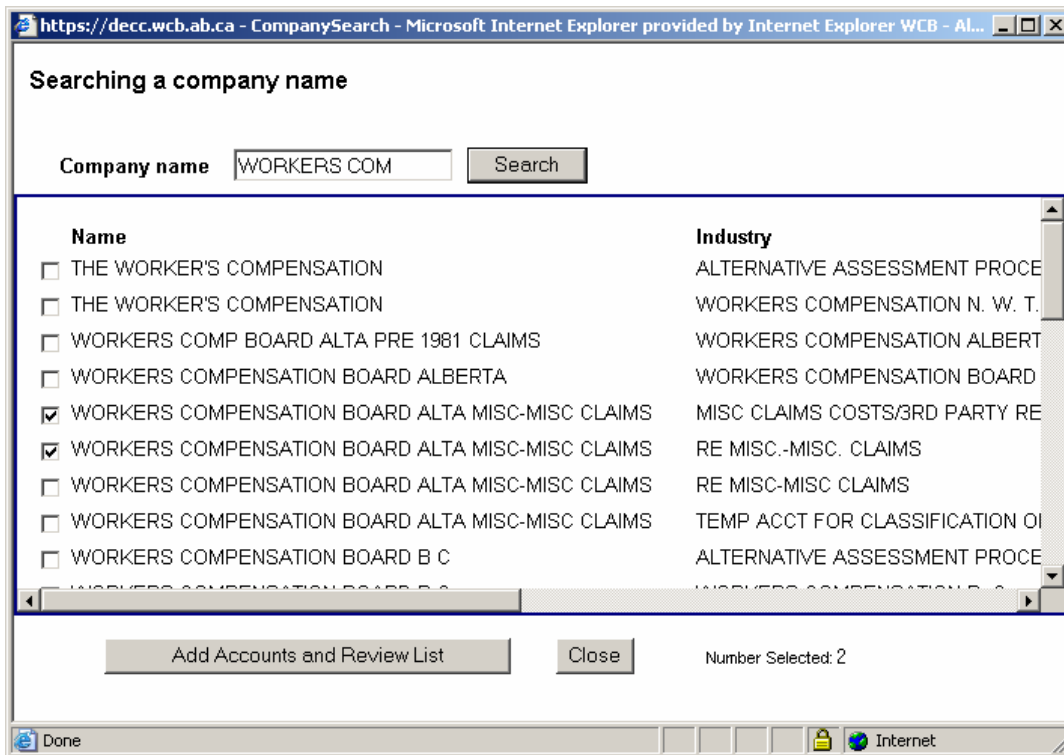 https://decc.wcb.ab.ca - CompanySearch - Microsoft Internet Explorer provided by Internet Explorer WCB - Al...
Searching a company name
Company name WORKERS COM Search
Name Industry
THE WORKER'S COMPENSATION ALTERNATIVE ASSESSMENT PROCE
THE WORKER'S COMPENSATION WORKERS COMPENSATION N. W. T.
WORKERS COMP BOARD ALTA PRE 1981 CLAIMS WORKERS COMPENSATION ALBERT
WORKERS COMPENSATION BOARD ALBERTA WORKERS COMPENSATION BOARD
WORKERS COMPENSATION BOARD ALTA MISC-MISC CLAIMS MISC CLAIMS COSTS/3RD PARTY RE
WORKERS COMPENSATION BOARD ALTA MISC-MISC CLAIMS RE MISC.-MISC. CLAIMS
WORKERS COMPENSATION BOARD ALTA MISC-MISC CLAIMS RE MISC-MISC CLAIMS
WORKERS COMPENSATION BOARD ALTA MISC-MISC CLAIMS TEMP ACCT FOR CLASSIFICATION
WORKERS COMPENSATION BOARD B C ALTERNATIVE ASSESSMENT PROCE
Add Accounts and Review List Close Number Selected: 2
Done Internet